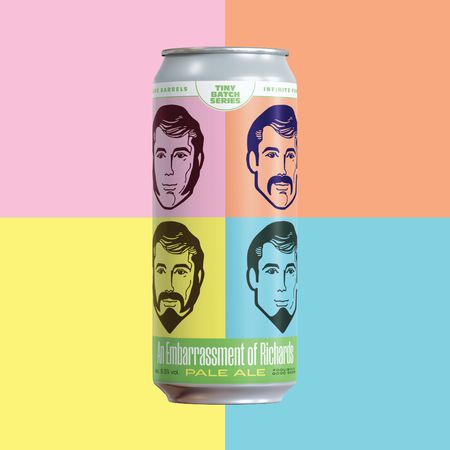 BARRELS
TINY
BATCH
SERIES
INFINITE
An Embarrassment of Richards
PALE ALE